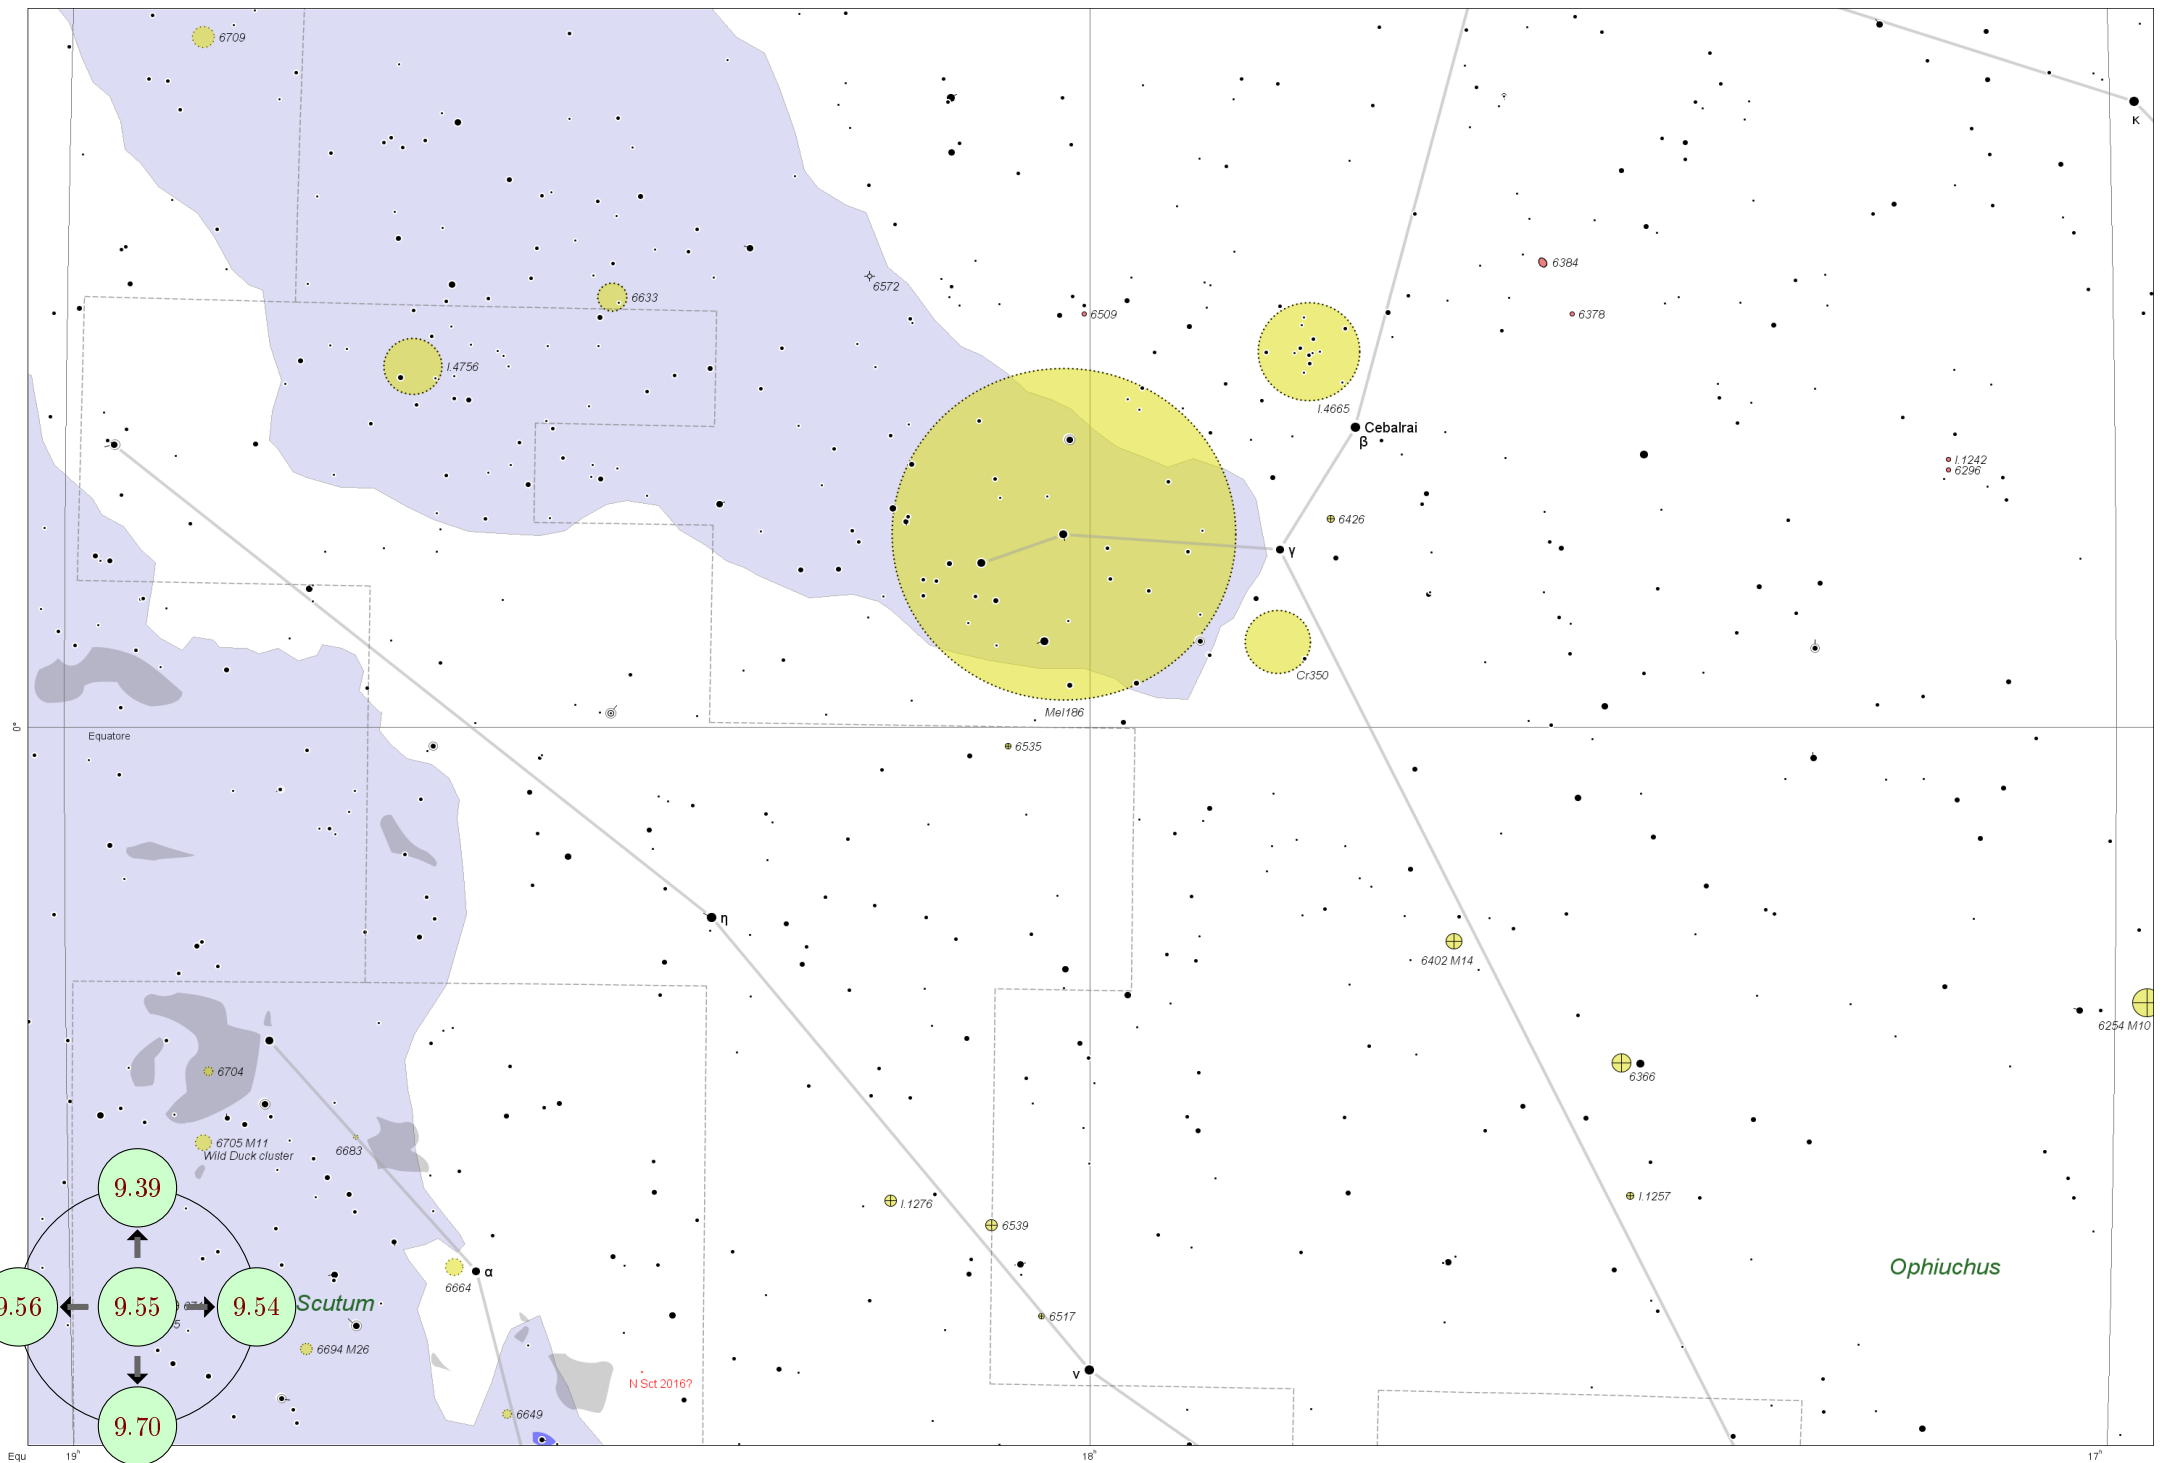 6709
κ
6572
6633
6384
6509
6378
I.4756
I.4665
Cebalrai
β
I.1242
6296
6426
γ
Cr350
Mel186
0°
Equatore
6535
η
6402 M14
6254 M10
6704
6366
6705 M11
Wild Duck cluster
6683
9.39
I.1276
I.1257
6539
Ophiuchus
α
6664
9.56
9.55
9.54
Scutum
6517
6694 M26
ν
N Sct 2016?
6649
9.70
Equ
19h
18h
17h